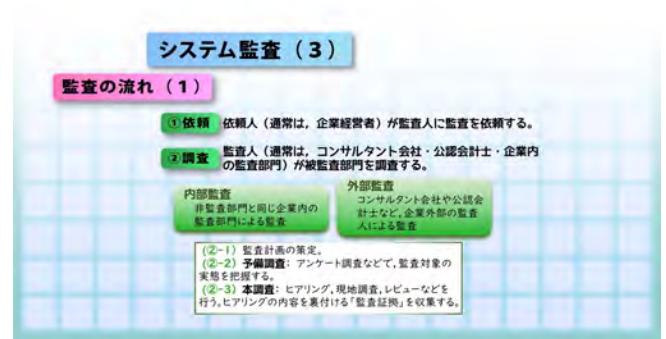 システム監査(3)
監査の流れ(1)
①依頼 依頼人(通常は,企業経営者)が監査人に監査を依頼する。
②調査 監査人(通常は,コンサルタント会社・公認会計士・企業内
の監査部門)が被監査部門を調査する。
内部監査
非監査部門と同じ企業内の
監査部門による監査
外部監査
コンサルタント会社や公認会
計士など,企業外部の監査
人による監査
(②-1) 監査計画の策定。
(②-2) 予備調査: アンケート調査などで,監査対象の
実態を把握する。
(②-3) 本調査: ヒアリング,現地調査,レビューなどを
行う。ヒアリングの内容を裏付ける「監査証拠」を収集する。